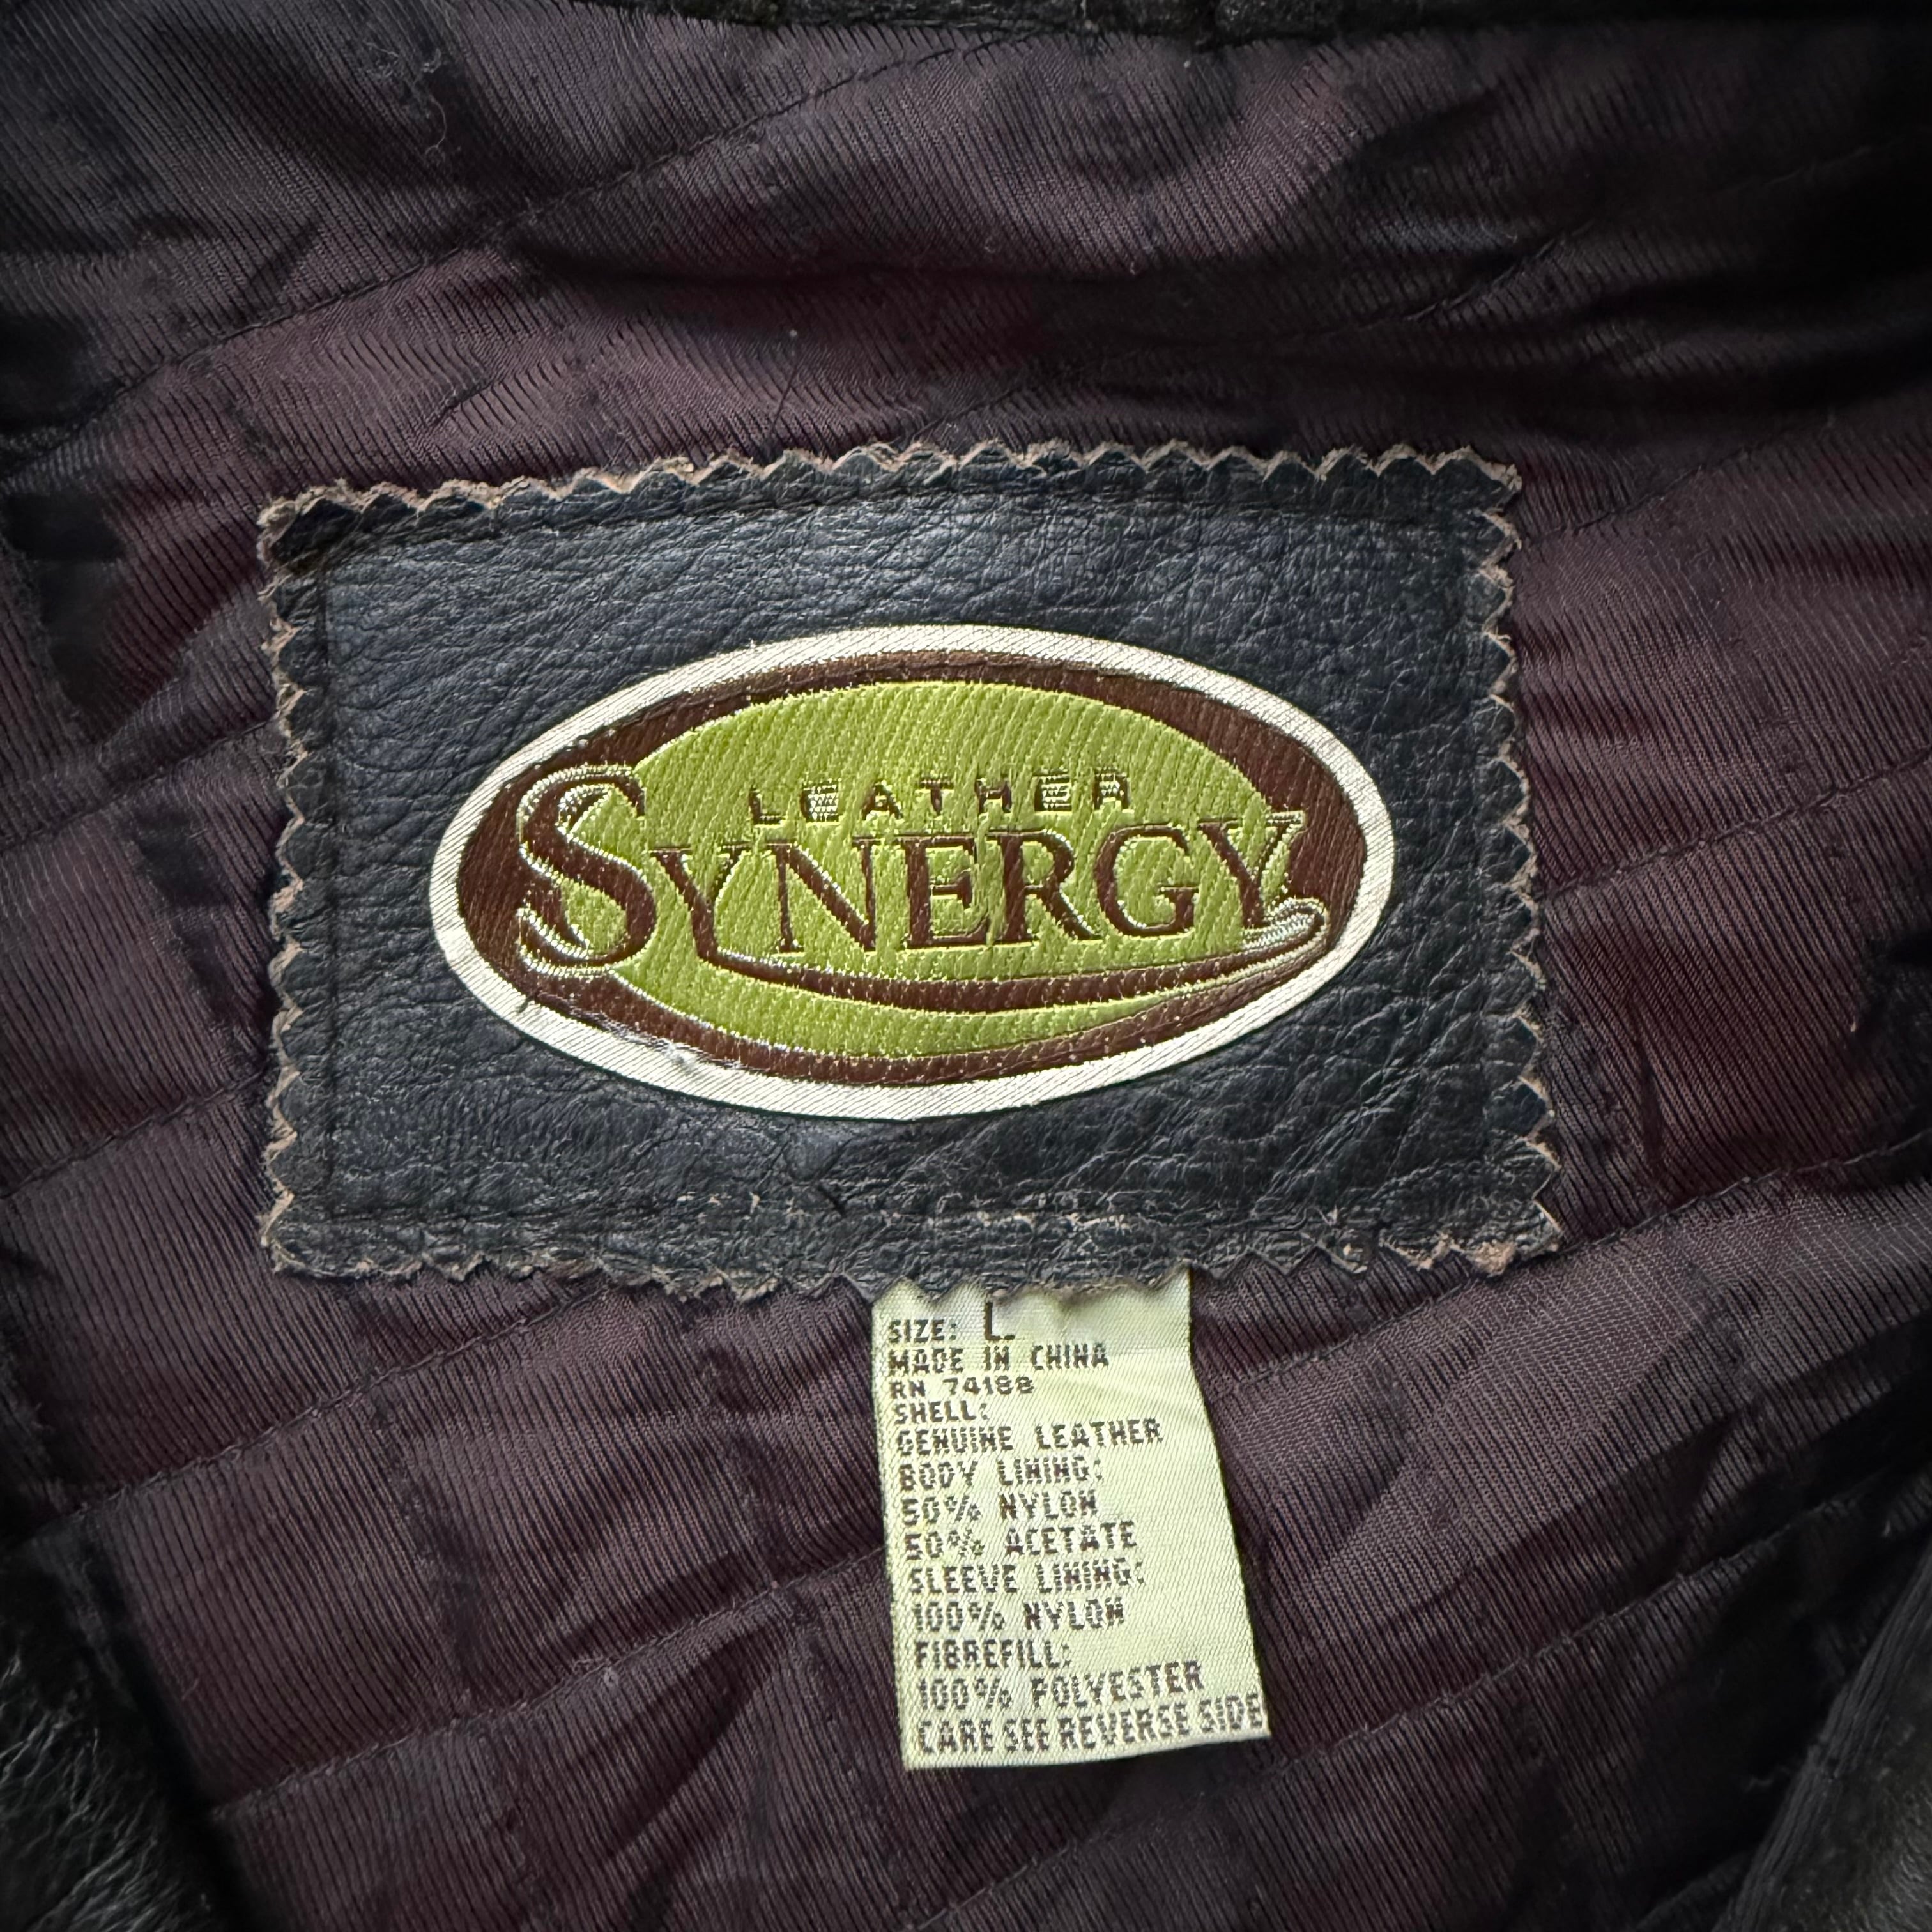 LEATHER
SYNERGY
SIZE: L
MADE IN CHINA
RN 74188
SHELL:
GENUINE LEATHER
BODY LINING:
50% NYLON
50% ACETATE
SLEEVE LINING:
100% NYLON
FIBREFILL:
100% POLYESTER
CARE SEE REVERSE SIDE